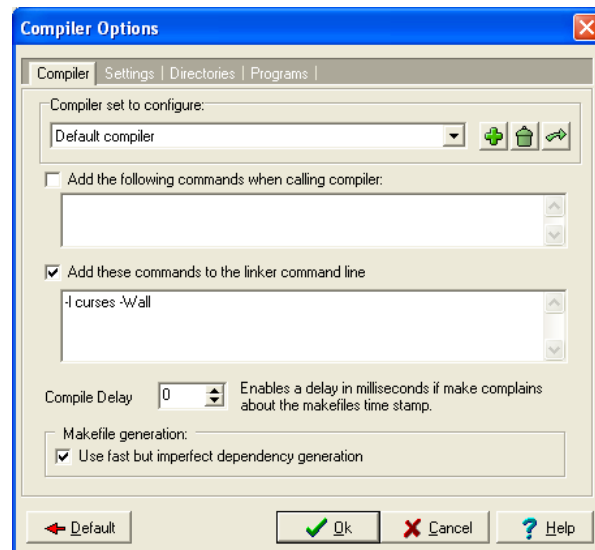 Compiler Options
Compiler Settings Directories Programs
Compiler set to configure:
Default compiler
Add the following commands when calling compiler:
Add these commands to the linker command line
-l curses -Wall
Compile Delay 0 Enables a delay in milliseconds if make complains
about the makefiles time stamp.
Makefile generation:
Use fast but imperfect dependency generation
Default Ok Cancel ? Help